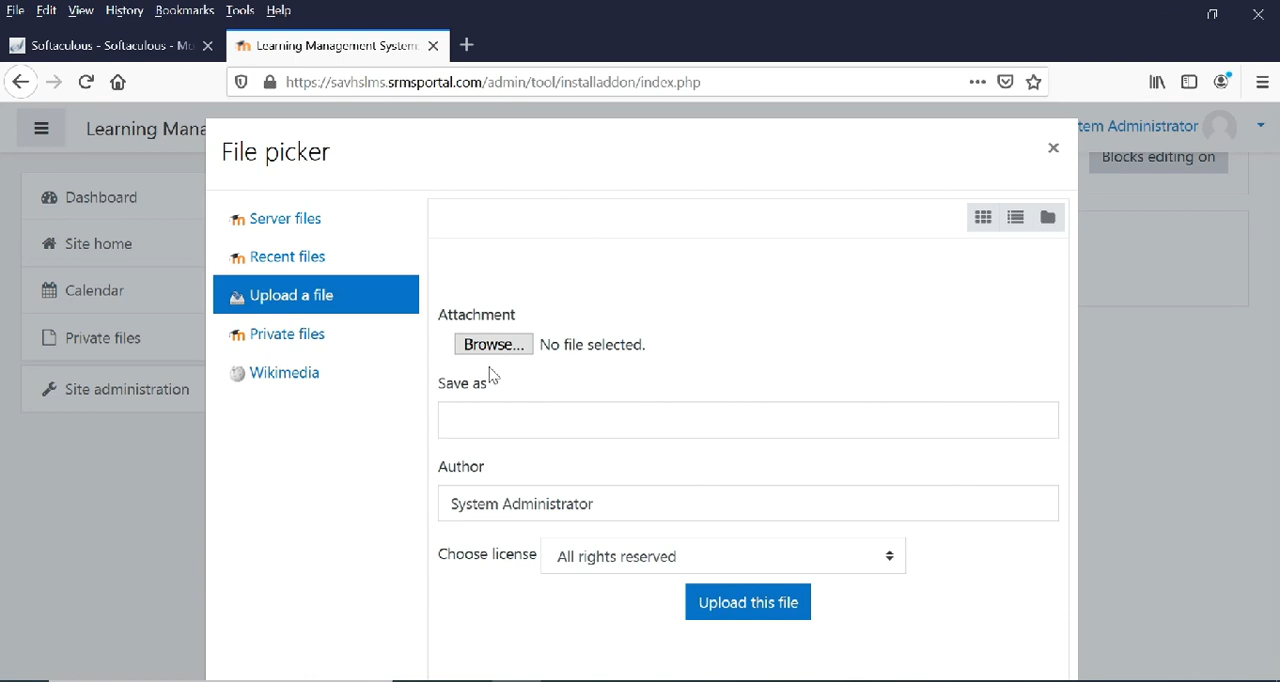 File Edit View History Bookmarks Tools Help
Softaculous - Softaculous - Mo
Learning Management System
https://savhslms.srmsportal.com/admin/tool/installaddon/index.php
Learning Mana
tem Administrator
File picker
Blocks editing on
Dashboard
Site home
Calendar
Private files
Site administration
Server files
Recent files
Upload a file
Private files
Wikimedia
Attachment
Browse... No file selected.
Save as
Author
System Administrator
Choose license All rights reserved
Upload this file